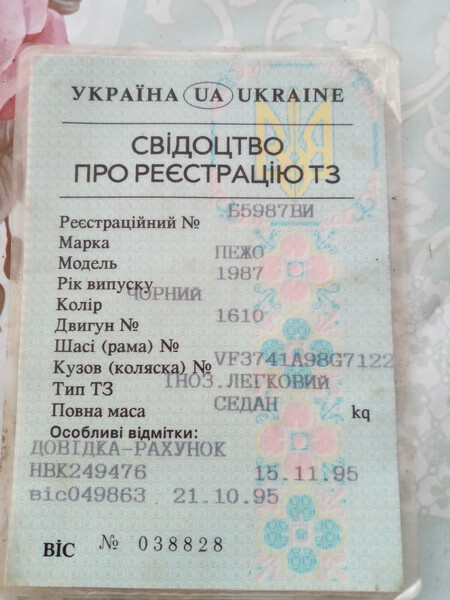 УКРАЇНА UA UKRAINE
СВІДОЦТВО
ПРО РЕЄСТРАЦІЮ ТЗ
Реєстраційний № Б5987ВИ
Марка
Модель ПЕЖО
Рік випуску 1987
Колір ЧОРНИЙ
Двигун № 1610
Шасі (рама) №
Кузов (коляска) № VF3741A98G7122
Тип ТЗ ІНОЗ.ЛЕГКОВИЙ
Повна маса СЕДАН kq
Особливі відмітки:
ДОВІДКА-РАХУНОК
НВК249476 15.11.95
віс049863 21.10.95
ВІС № 038828